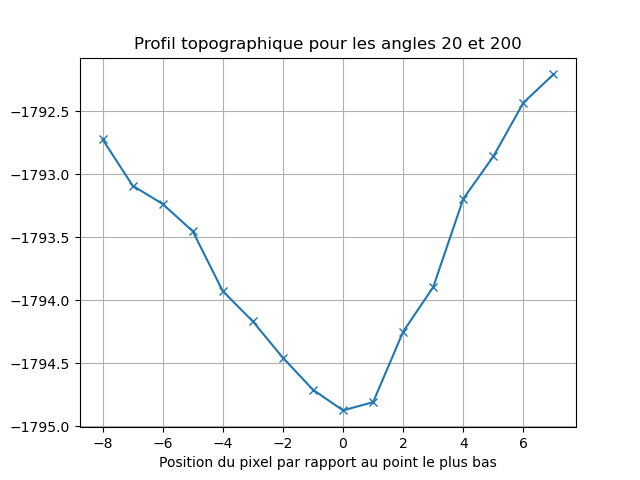 Profil topographique pour les angles 20 et 200
−1792.5
−1793.0
−1793.5
−1794.0
−1794.5
−1795.0
−8 −6 −4 −2 0 2 4 6
Position du pixel par rapport au point le plus bas